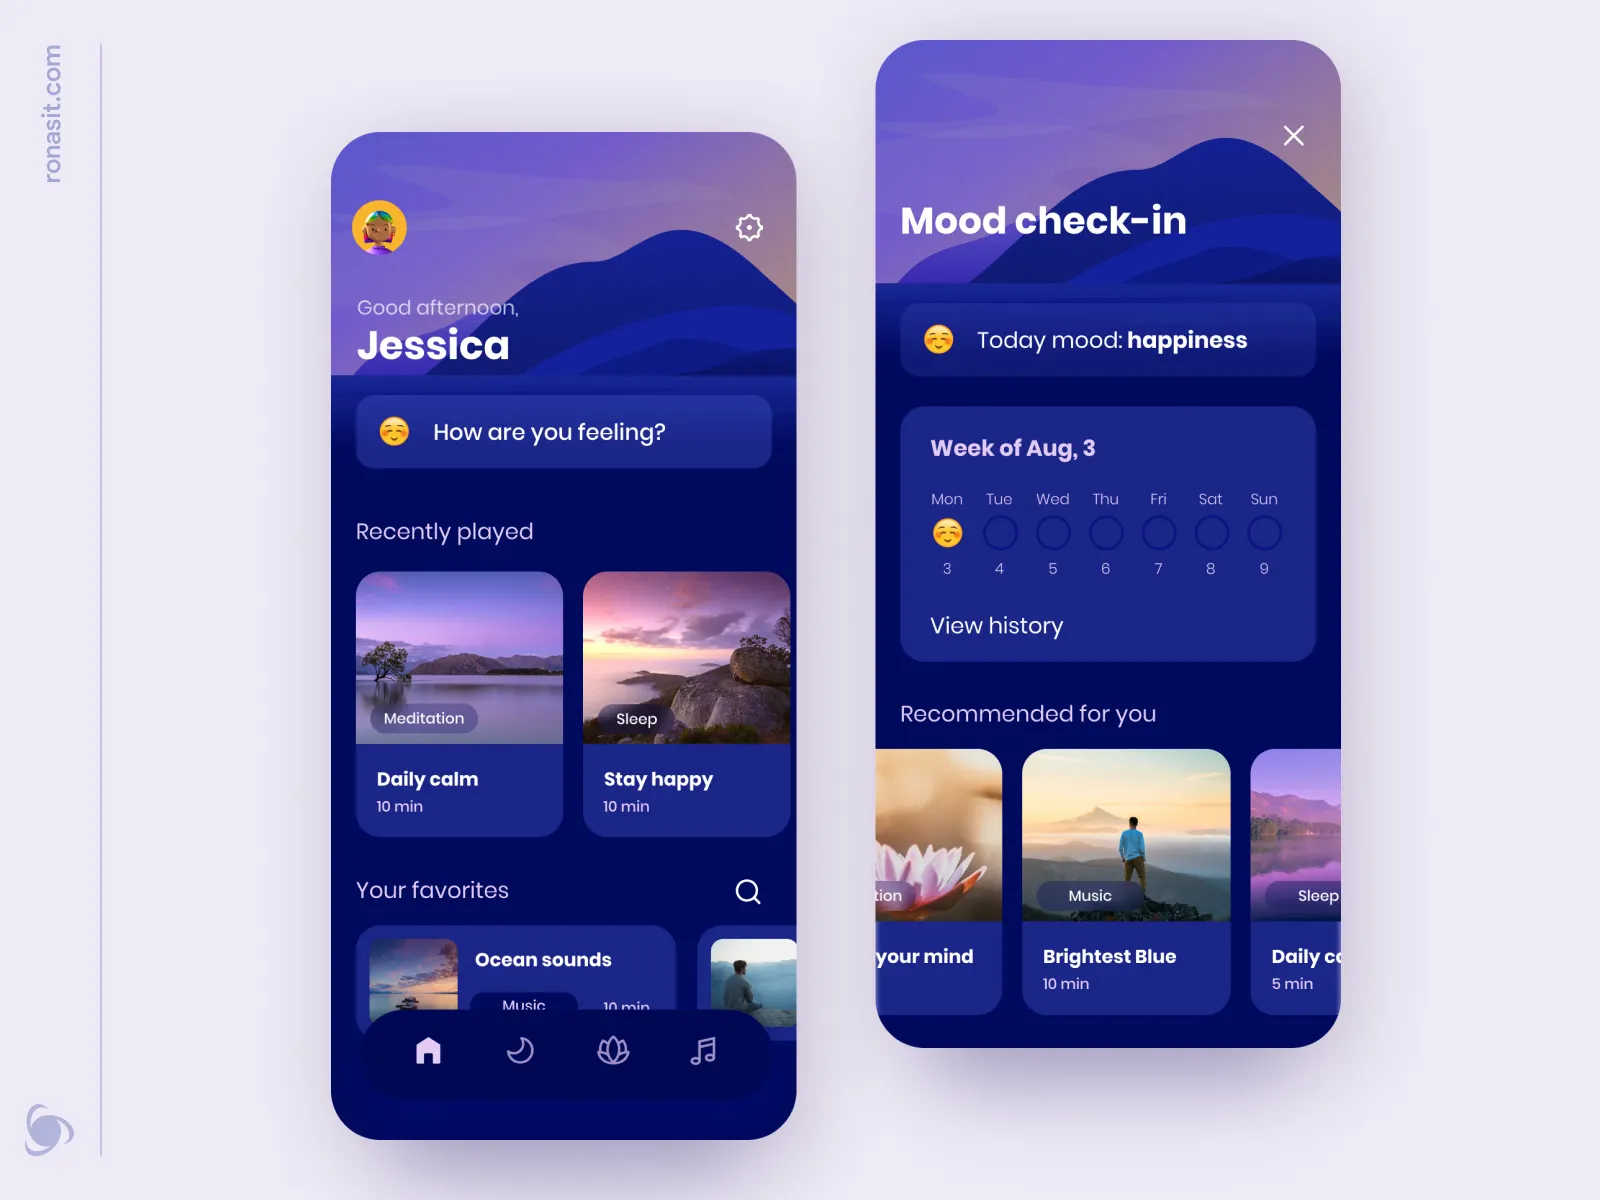 ronasit.com
Good afternoon,
Jessica
How are you feeling?
Recently played
Meditation
Sleep
Daily calm
10 min
Stay happy
10 min
Your favorites
Ocean sounds
Music
10 min
Mood check-in
Today mood: happiness
Week of Aug, 3
Mon Tue Wed Thu Fri Sat Sun
3 4 5 6 7 8 9
View history
Recommended for you
tion
Music
Sleep
your mind
Brightest Blue
10 min
Daily ca
5 min